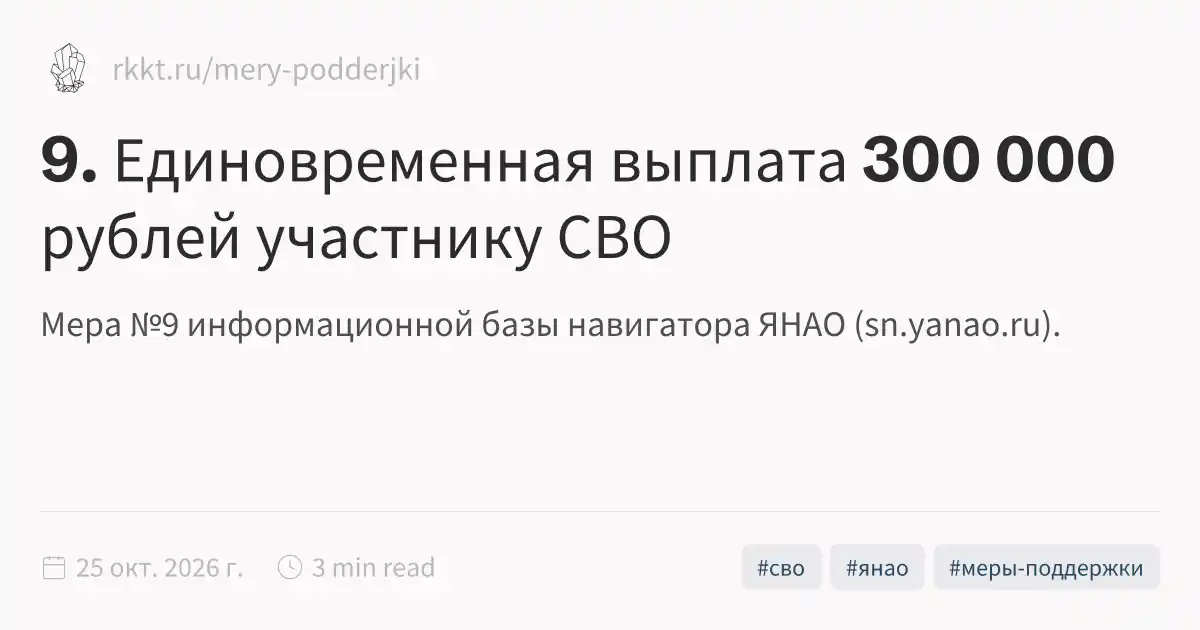 rkkt.ru/mery-podderjki
9. Единовременная выплата 300 000
рублей участнику СВО
Мера №9 информационной базы навигатора ЯНАО (sn.yanao.ru).
25 окт. 2026 г. 3 min read #сво #янао #меры-поддержки